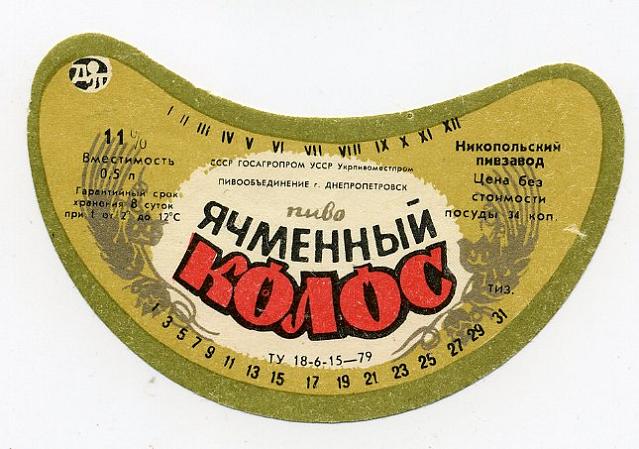 ДП
I II III IV V VI VII VIII IX X XI XII
11%
Вместимость
0,5 л
Гарантийный срок
хранения 8 суток
при t от 2° до 12°С
СССР ГОСАГРОПРОМ УССР Укрпивоместпром
ПИВООБЪЕДИНЕНИЕ г. ДНЕПРОПЕТРОВСК
пиво
ЯЧМЕННЫЙ
КОЛОС
ТУ 18-6-15—79
Никопольский
пивзавод
Цена без
стоимости
посуды 34 коп.
ТИЗ.
1 3 5 7 9 11 13 15 17 19 21 23 25 27 29 31